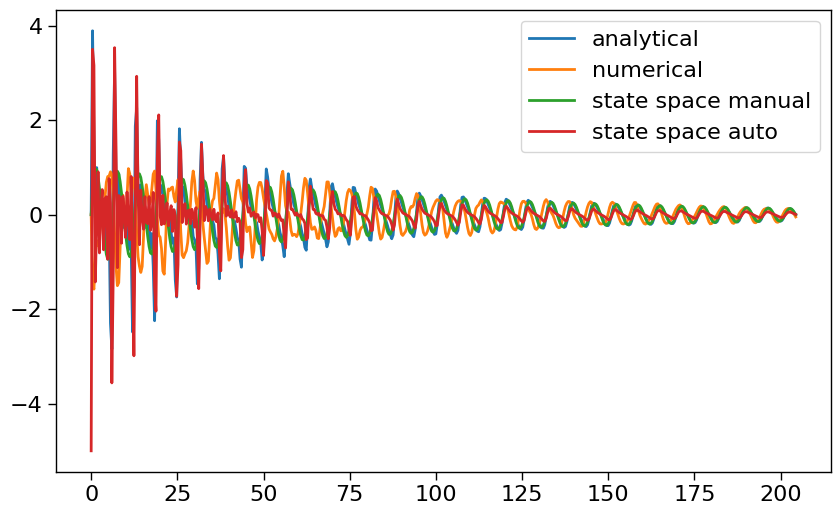 analytical
numerical
state space manual
state space auto
4
2
0
−2
−4
0 25 50 75 100 125 150 175 200